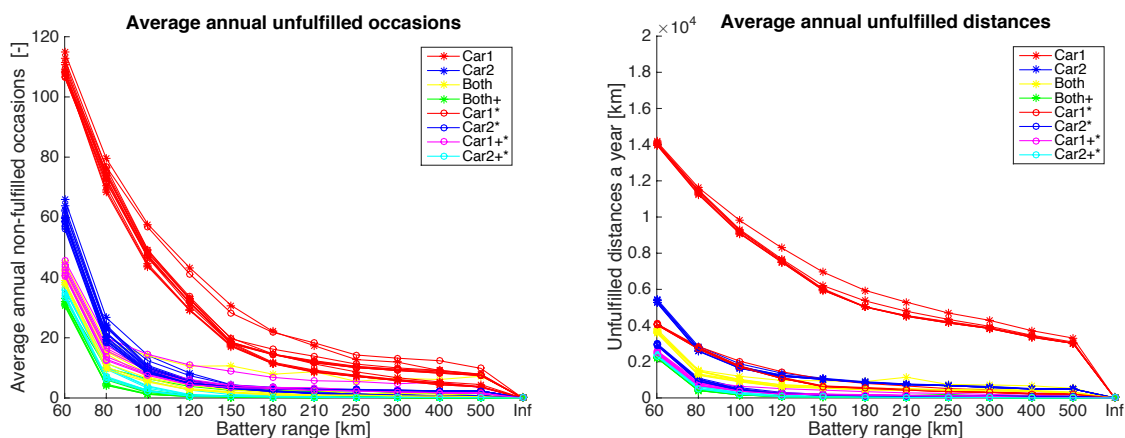 Average annual unfulfilled occasions
Average annual non-fulfilled occasions [-]
120
100
80
60
40
20
0
60 80 100 120 150 180 210 250 300 400 500 Inf
Battery range [km]
Car1
Car2
Both
Both+
Car1*
Car2*
Car1+*
Car2+*
Average annual unfulfilled distances
×10⁴
Unfulfilled distances a year [km]
2
1.8
1.6
1.4
1.2
1
0.8
0.6
0.4
0.2
0
60 80 100 120 150 180 210 250 300 400 500 Inf
Battery range [km]
Car1
Car2
Both
Both+
Car1*
Car2*
Car1+*
Car2+*